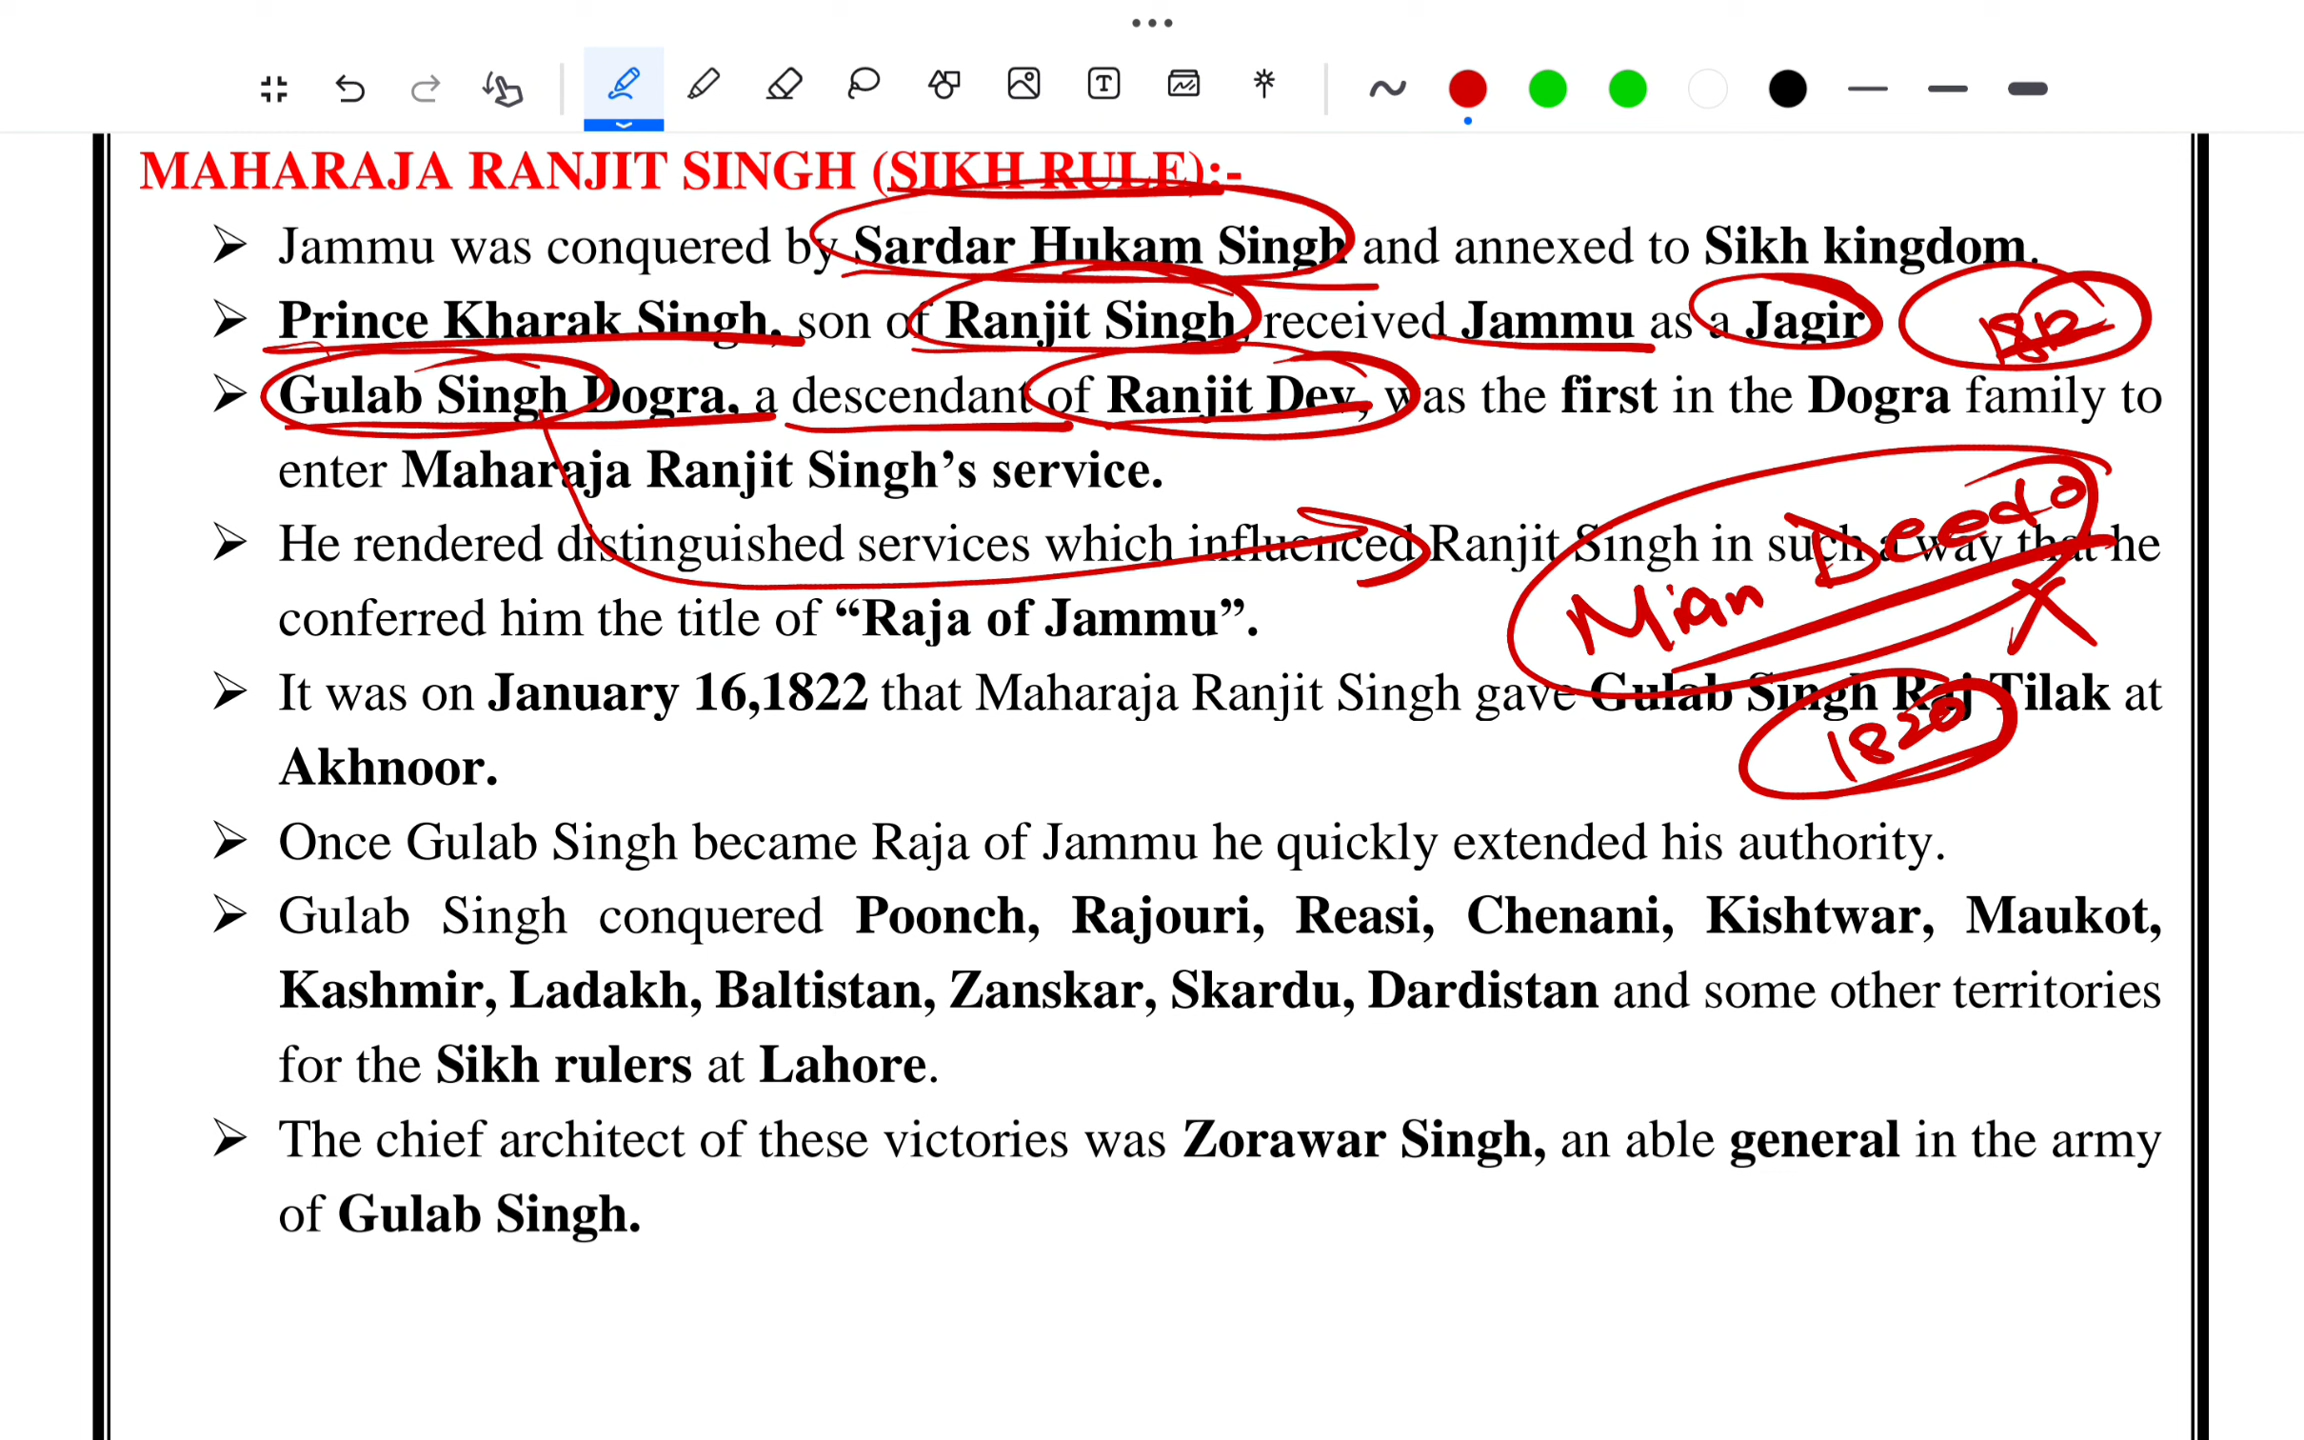 MAHARAJA RANJIT SINGH (SIKH RULE):-
➢ Jammu was conquered by Sardar Hukam Singh and annexed to Sikh kingdom.
➢ Prince Kharak Singh, son of Ranjit Singh, received Jammu as a Jagir
➢ Gulab Singh Dogra, a descendant of Ranjit Dev, was the first in the Dogra family to
enter Maharaja Ranjit Singh’s service.
➢ He rendered distinguished services which influenced Ranjit Singh in such a way that he
Mian Deedo
conferred him the title of “Raja of Jammu”.
➢ It was on January 16,1822 that Maharaja Ranjit Singh gave Gulab Singh Raj Tilak at
1820
Akhnoor.
➢ Once Gulab Singh became Raja of Jammu he quickly extended his authority.
➢ Gulab Singh conquered Poonch, Rajouri, Reasi, Chenani, Kishtwar, Maukot,
Kashmir, Ladakh, Baltistan, Zanskar, Skardu, Dardistan and some other territories
for the Sikh rulers at Lahore.
➢ The chief architect of these victories was Zorawar Singh, an able general in the army
of Gulab Singh.